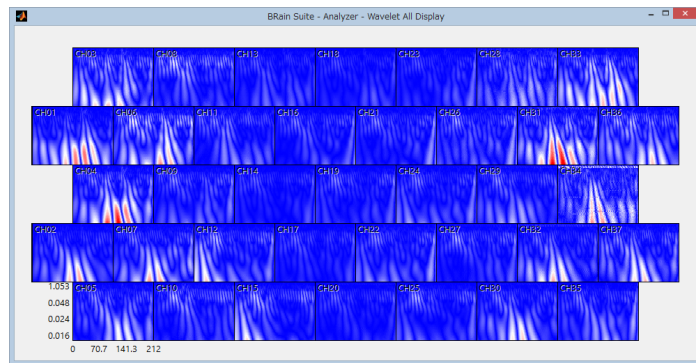 BRain Suite - Analyzer - Wavelet All Display
CH03 CH08 CH13 CH18 CH23 CH28 CH33
CH01 CH06 CH11 CH16 CH21 CH26 CH31 CH36
CH04 CH09 CH14 CH19 CH24 CH29 CH34
CH02 CH07 CH12 CH17 CH22 CH27 CH32 CH37
CH05 CH10 CH15 CH20 CH25 CH30 CH35
1.053
0.048
0.024
0.016
0 70.7 141.3 212